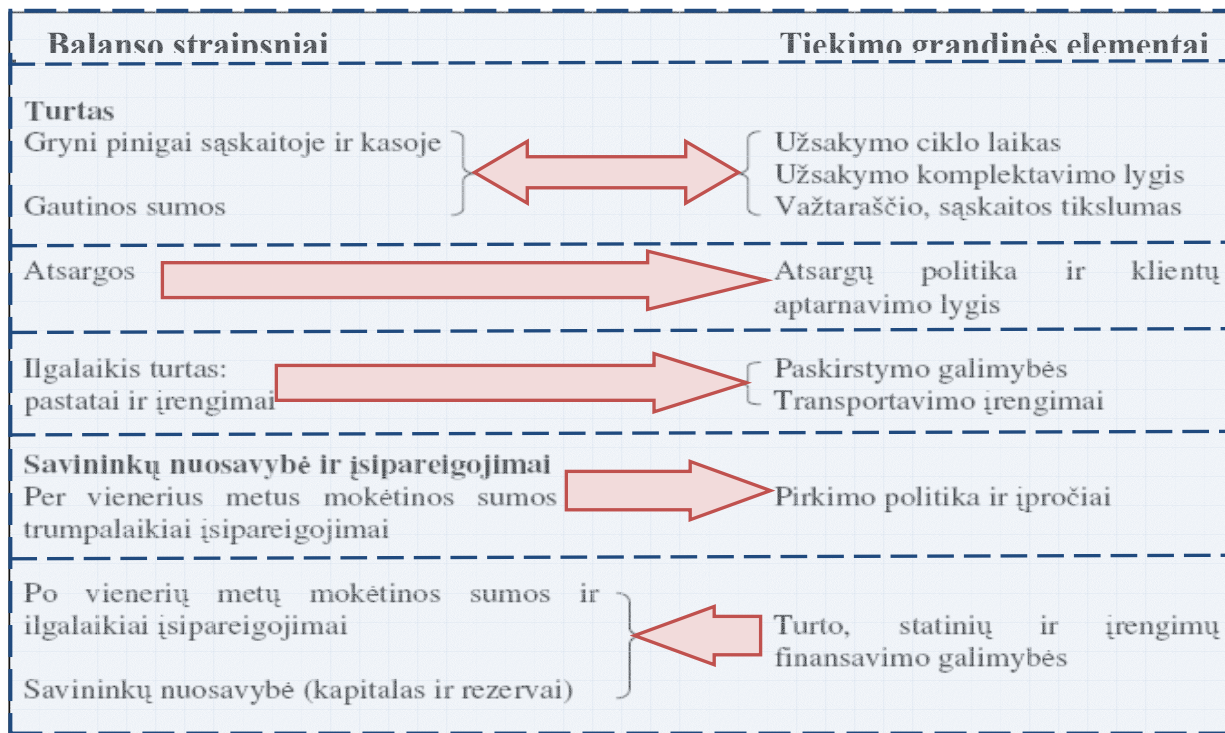 Balanso straipsniai
Tiekimo grandinės elementai
Turtas
Gryni pinigai sąskaitoje ir kasoje
Gautinos sumos
Užsakymo ciklo laikas
Užsakymo komplektavimo lygis
Važtaraščio, sąskaitos tikslumas
Atsargos
Atsargų politika ir klientų
aptarnavimo lygis
Ilgalaikis turtas:
pastatai ir įrengimai
Paskirstymo galimybės
Transportavimo įrengimai
Savininkų nuosavybė ir įsipareigojimai
Per vienerius metus mokėtinos sumos
trumpalaikiai įsipareigojimai
Pirkimo politika ir įpročiai
Po vienerių metų mokėtinos sumos ir
ilgalaikiai įsipareigojimai
Savininkų nuosavybė (kapitalas ir rezervai)
Turto, statinių ir įrengimų
finansavimo galimybės